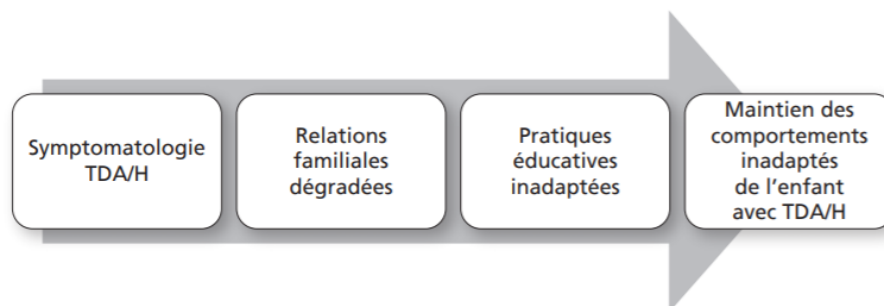 Symptomatologie
TDA/H
Relations
familiales
dégradées
Pratiques
éducatives
inadaptées
Maintien des
comportements
inadaptés
de l’enfant
avec TDA/H